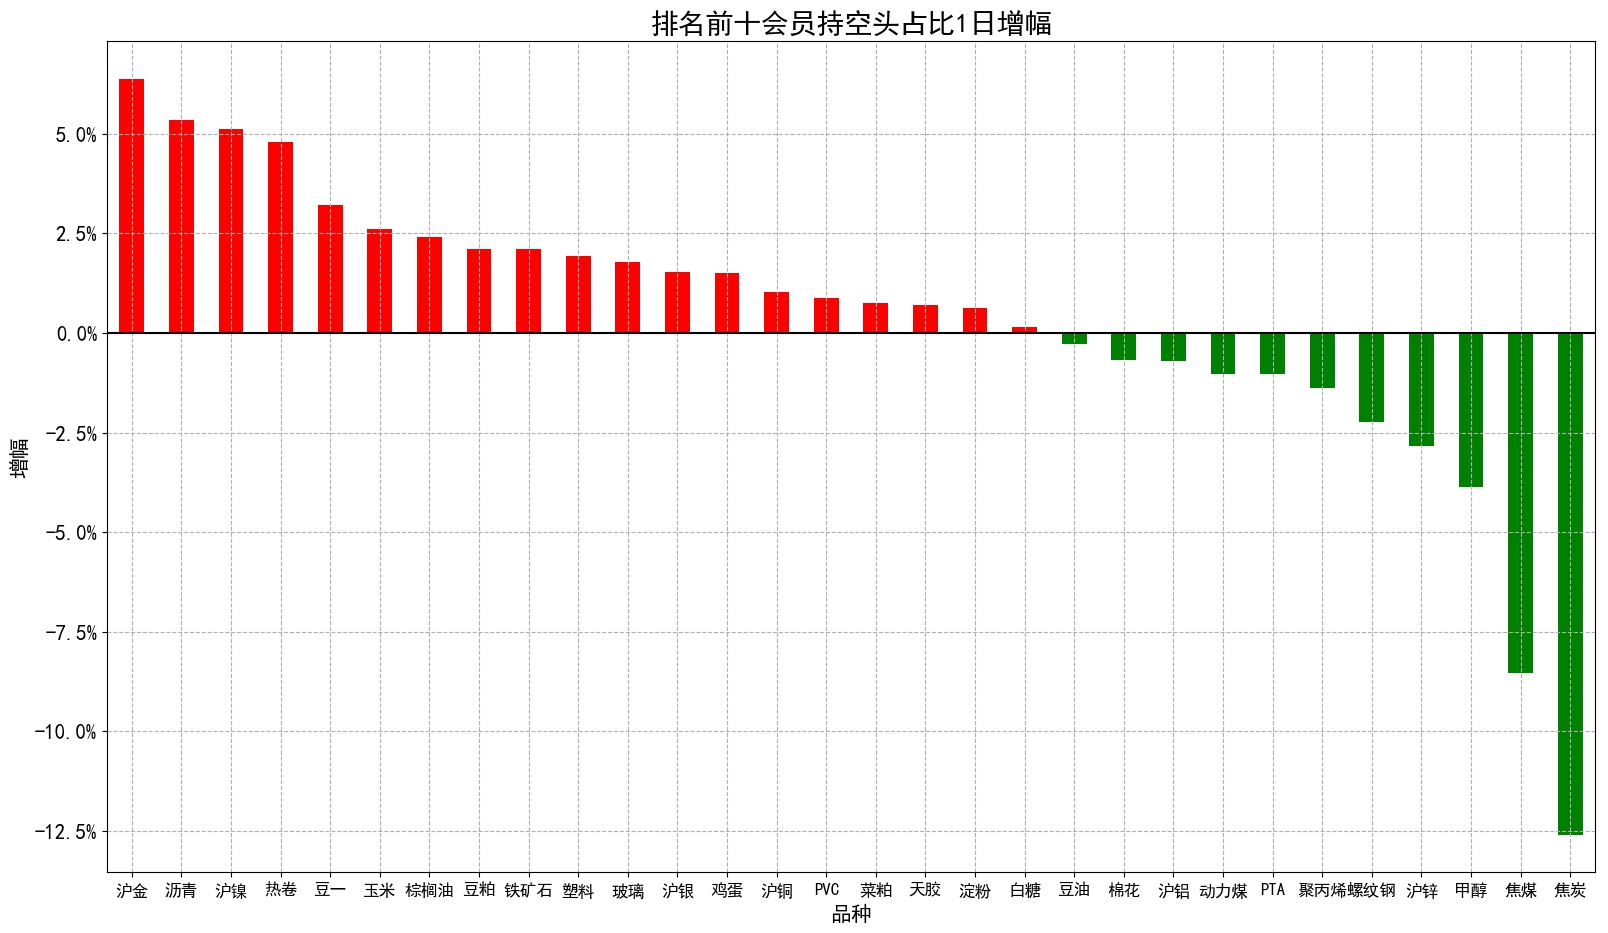 排名前十会员持空头占比1日增幅
5.0%
2.5%
0.0%
−2.5%
−5.0%
−7.5%
−10.0%
−12.5%
增幅
沪金 沥青 沪镍 热卷 豆一 玉米 棕榈油 豆粕 铁矿石 塑料 玻璃 沪银 鸡蛋 沪铜 PVC 菜粕 天胶 淀粉 白糖 豆油 棉花 沪铝 动力煤 PTA 聚丙烯 螺纹钢 沪锌 甲醇 焦煤 焦炭
品种